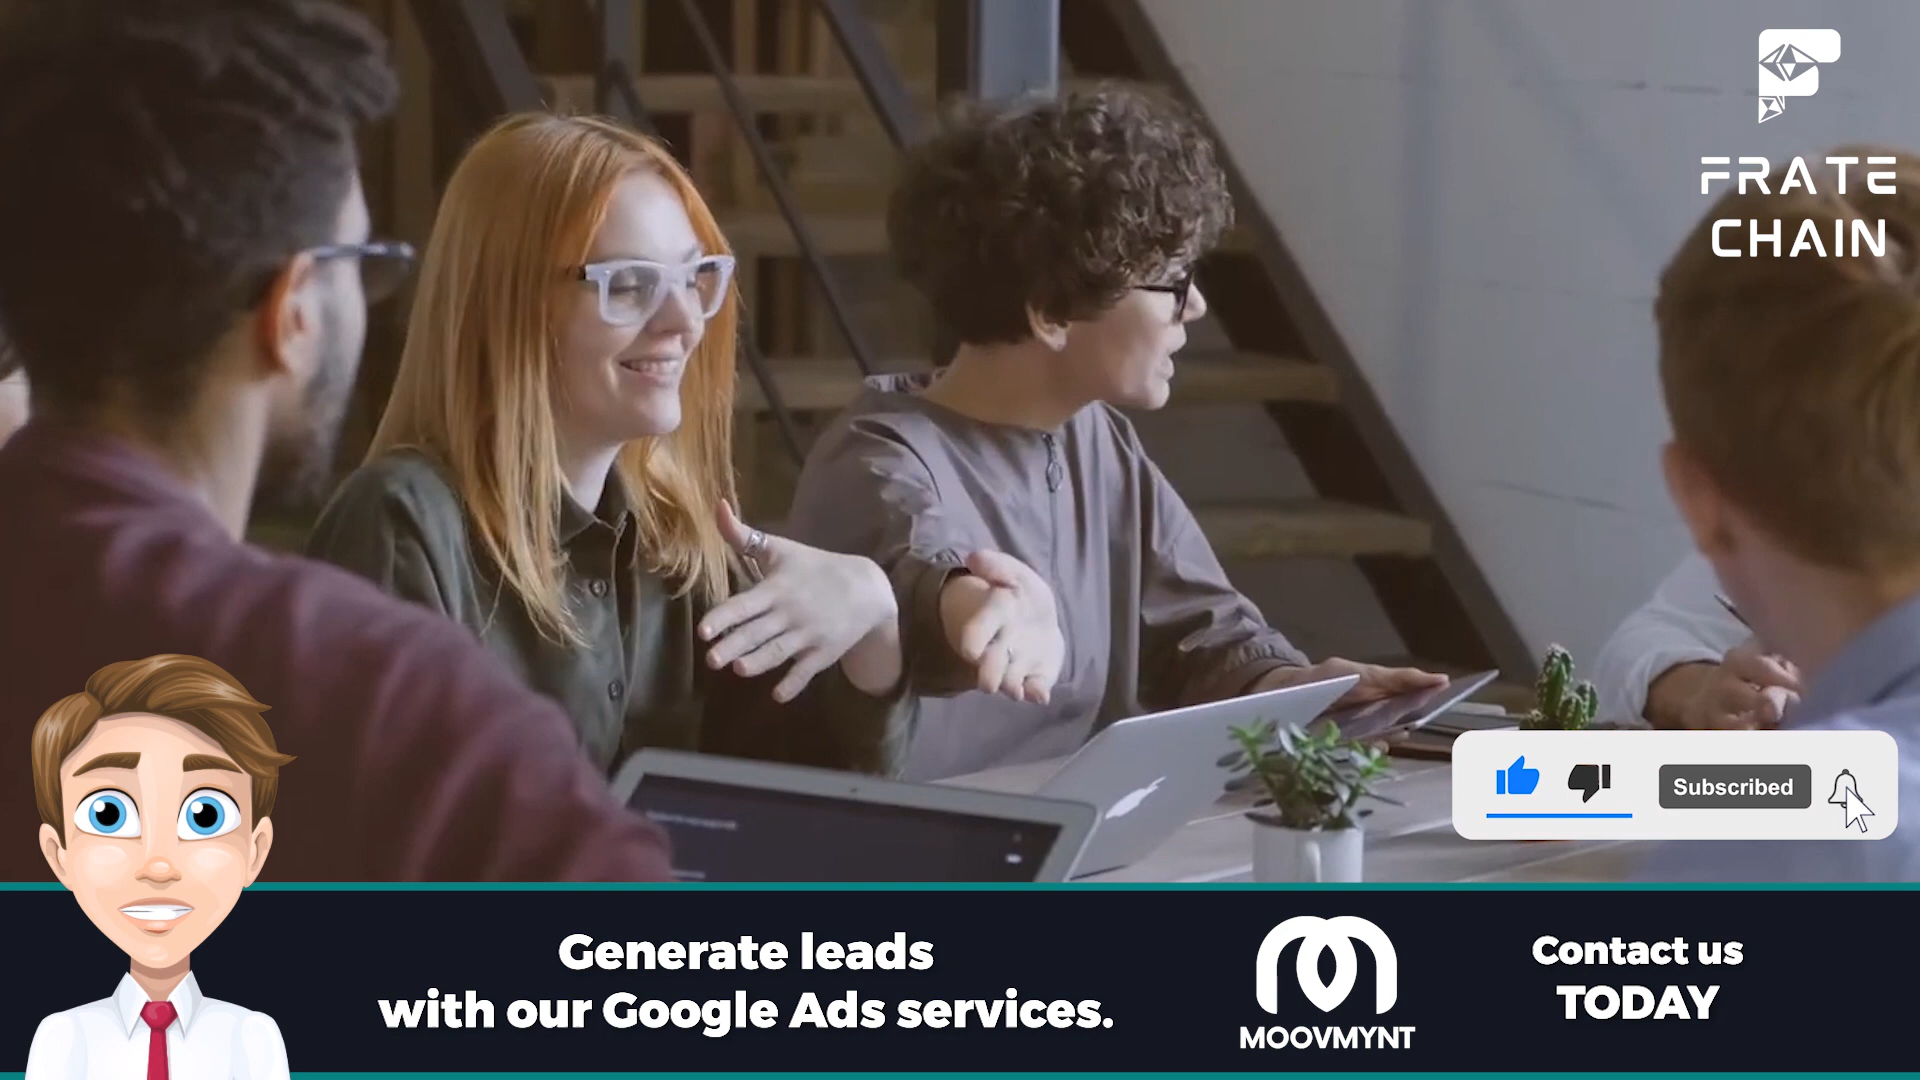 FRATE
CHAIN
Subscribed
Generate leads
with our Google Ads services.
MOOVMYNT
Contact us
TODAY